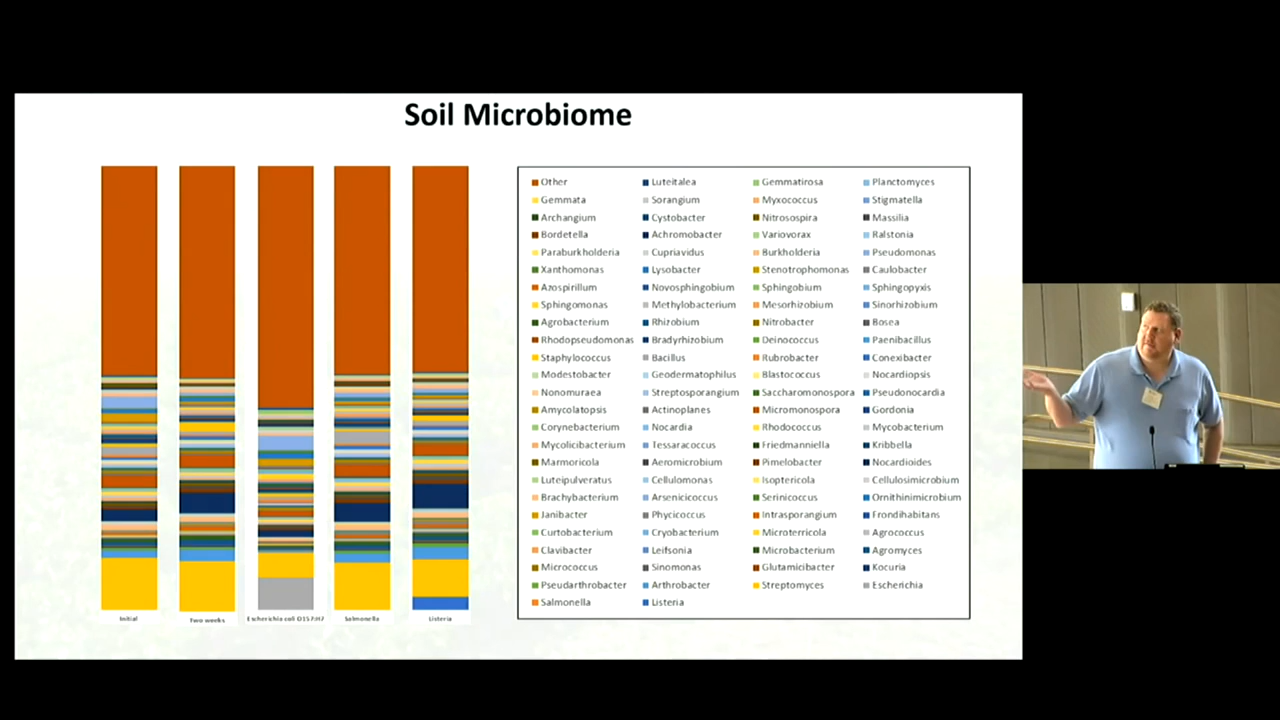 Soil Microbiome
Other Luteitalea Gemmatirosa Planctomyces
Gemmata Sorangium Myxococcus Stigmatella
Archangium Cystobacter Nitrosospira Massilia
Bordetella Achromobacter Variovorax Ralstonia
Paraburkholderia Cupriavidus Burkholderia Pseudomonas
Xanthomonas Lysobacter Stenotrophomonas Caulobacter
Azospirillum Novosphingobium Sphingobium Sphingopyxis
Sphingomonas Methylobacterium Mesorhizobium Sinorhizobium
Agrobacterium Rhizobium Nitrobacter Bosea
Rhodopseudomonas Bradyrhizobium Deinococcus Paenibacillus
Staphylococcus Bacillus Rubrobacter Conexibacter
Modestobacter Geodermatophilus Blastococcus Nocardiopsis
Nonomuraea Streptosporangium Saccharomonospora Pseudonocardia
Amycolatopsis Actinoplanes Micromonospora Gordonia
Corynebacterium Nocardia Rhodococcus Mycobacterium
Mycolicibacterium Tessaracoccus Friedmanniella Kribbella
Marmoricola Aeromicrobium Pimelobacter Nocardioides
Luteipulveratus Cellulomonas Isoptericola Cellulosimicrobium
Brachybacterium Arsenicicoccus Serinicoccus Ornithinimicrobium
Janibacter Phycicoccus Intrasporangium Frondihabitans
Curtobacterium Cryobacterium Microterricola Agrococcus
Clavibacter Leifsonia Microbacterium Agromyces
Micrococcus Sinomonas Glutamicibacter Kocuria
Pseudarthrobacter Arthrobacter Streptomyces Escherichia
Salmonella Listeria
Initial Two weeks Escherichia coli O157:H7 Salmonella Listeria